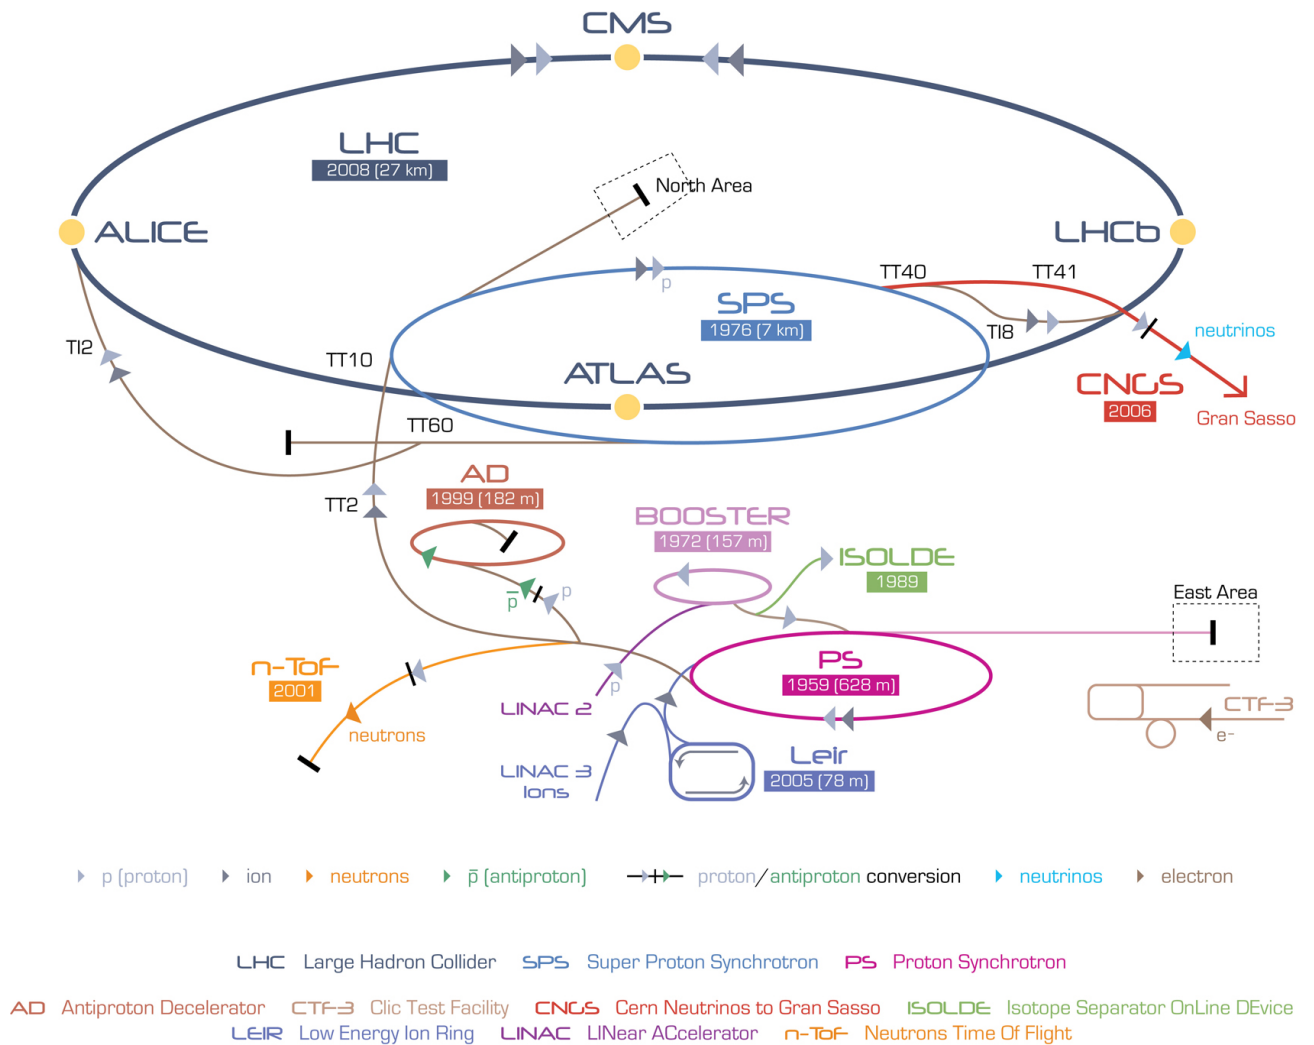 CMS
LHC
2008 (27 km)
North Area
ALICE
LHCb
TT40
TT41
p
SPS
1976 (7 km)
TI8
neutrinos
TI2
TT10
ATLAS
CNGS
2006
Gran Sasso
TT60
AD
1999 (182 m)
TT2
BOOSTER
1972 (157 m)
ISOLDE
1989
p̅
p
East Area
n-ToF
2001
p
PS
1959 (628 m)
LINAC 2
neutrons
CTF-3
e-
LINAC 3
Ions
Leir
2005 (78 m)
p (proton)
ion
neutrons
p̅ (antiproton)
proton/antiproton conversion
neutrinos
electron
LHC Large Hadron Collider SPS Super Proton Synchrotron PS Proton Synchrotron
AD Antiproton Decelerator CTF-3 Clic Test Facility CNGS Cern Neutrinos to Gran Sasso ISOLDE Isotope Separator OnLine DEvice
LEIR Low Energy Ion Ring LINAC LINear ACcelerator n-ToF Neutrons Time Of Flight